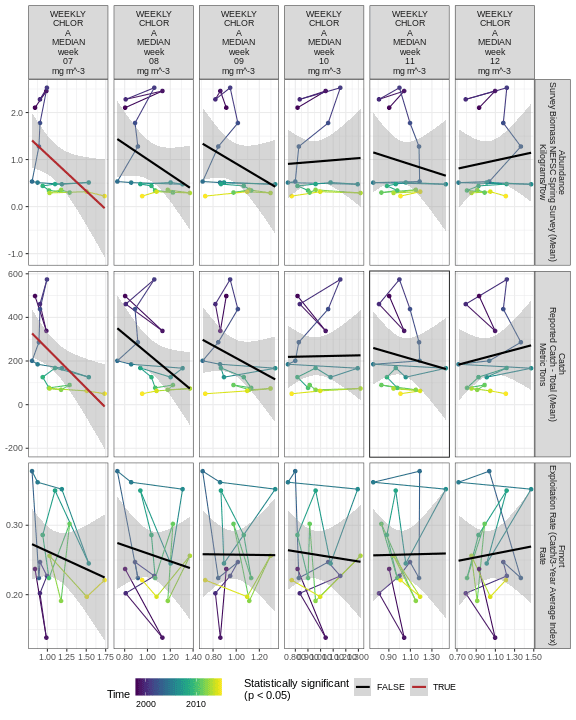 WEEKLY
CHLOR
A
MEDIAN
week
07
mg m^-3
WEEKLY
CHLOR
A
MEDIAN
week
08
mg m^-3
WEEKLY
CHLOR
A
MEDIAN
week
09
mg m^-3
WEEKLY
CHLOR
A
MEDIAN
week
10
mg m^-3
WEEKLY
CHLOR
A
MEDIAN
week
11
mg m^-3
WEEKLY
CHLOR
A
MEDIAN
week
12
mg m^-3
2.0
1.0
0.0
-1.0
Abundance
Survey Biomass NEFSC Spring Survey (Mean)
Kilograms/Tow
600
400
200
0
-200
Catch
Reported Catch - Total (Mean)
Metric Tons
0.30
0.20
Fmort
Exploitation Rate (Catch/3-Year Average Index)
Rate
1.00 1.25 1.50 1.75
0.80 1.00 1.20 1.40
0.80 1.00 1.20
0.90 1.10 1.30
0.70 0.90 1.10 1.30 1.50
Time
2000 2010
Statistically significant
(p < 0.05)
FALSE
TRUE